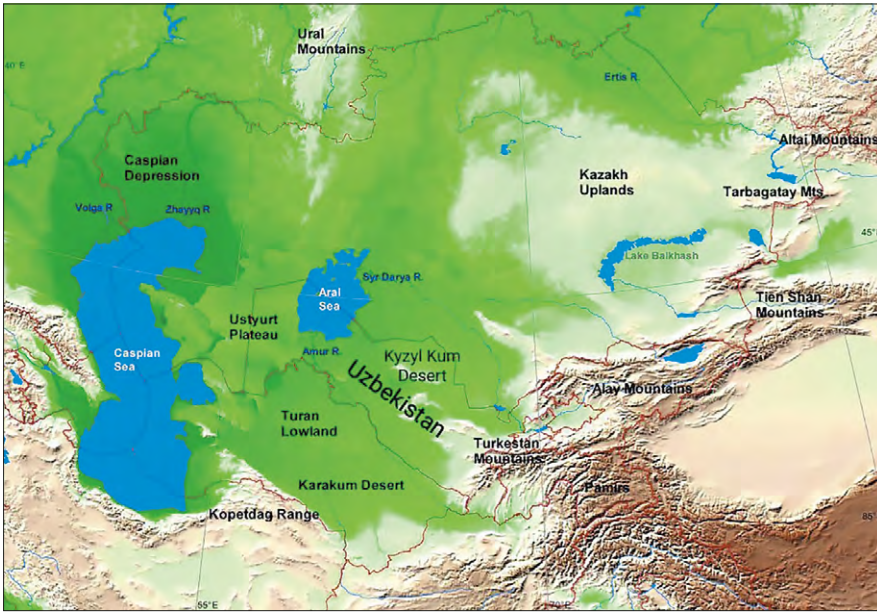 Ural
Mountains
40° E
Ertis R.
Altai Mountains
Caspian
Depression
Kazakh
Uplands
Tarbagatay Mts
Volga R
Zhayyq R
45°
Lake Balkhash
Syr Darya R.
Aral
Sea
Tien Shan
Mountains
Ustyurt
Plateau
Caspian
Sea
Amur R.
Kyzyl Kum
Desert
Uzbekistan
Alay Mountains
Turan
Lowland
Turkestan
Mountains
Karakum Desert
Pamirs
Kopetdag Range
85°
55°E
70°E